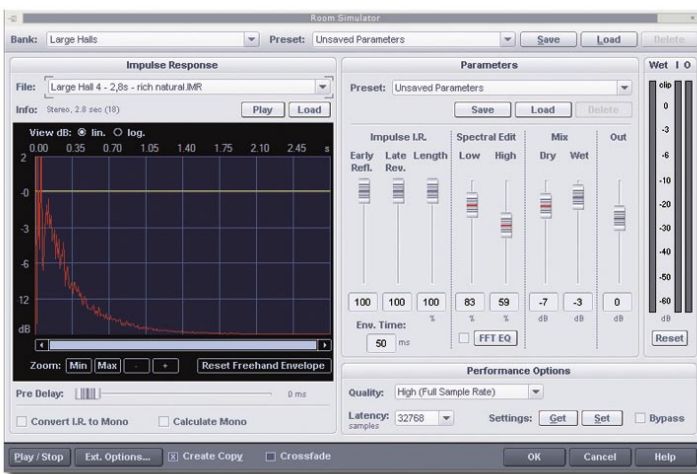 Room Simulator
Bank: Large Halls Preset: Unsaved Parameters Save Load Delete
Impulse Response
File: Large Hall 4 - 2,8s - rich natural.IMR
Info: Stereo, 2.8 sec (18) Play Load
View dB: lin. log.
0.00 0.35 0.70 1.05 1.40 1.75 2.10 2.45 s
2
-0
-3
-6
12
dB
Zoom: Min Max - + Reset Freehand Envelope
Pre Delay: 0 ms
Convert I.R. to Mono Calculate Mono
Parameters
Preset: Unsaved Parameters
Save Load Delete
Impulse I.R. Spectral Edit Mix Out
Early Refl. Late Rev. Length Low High Dry Wet
100 100 100 83 59 -7 -3 0
% % % dB dB dB
Env. Time:
50 ms
FFT EQ
Performance Options
Quality: High (Full Sample Rate)
Latency: samples 32768 Settings: Get Set Bypass
Wet I O
clip
0
-3
-6
-10
-20
-30
-40
-50
-60
dB
Reset
Play / Stop Ext. Options... x Create Copy Crossfade OK Cancel Help